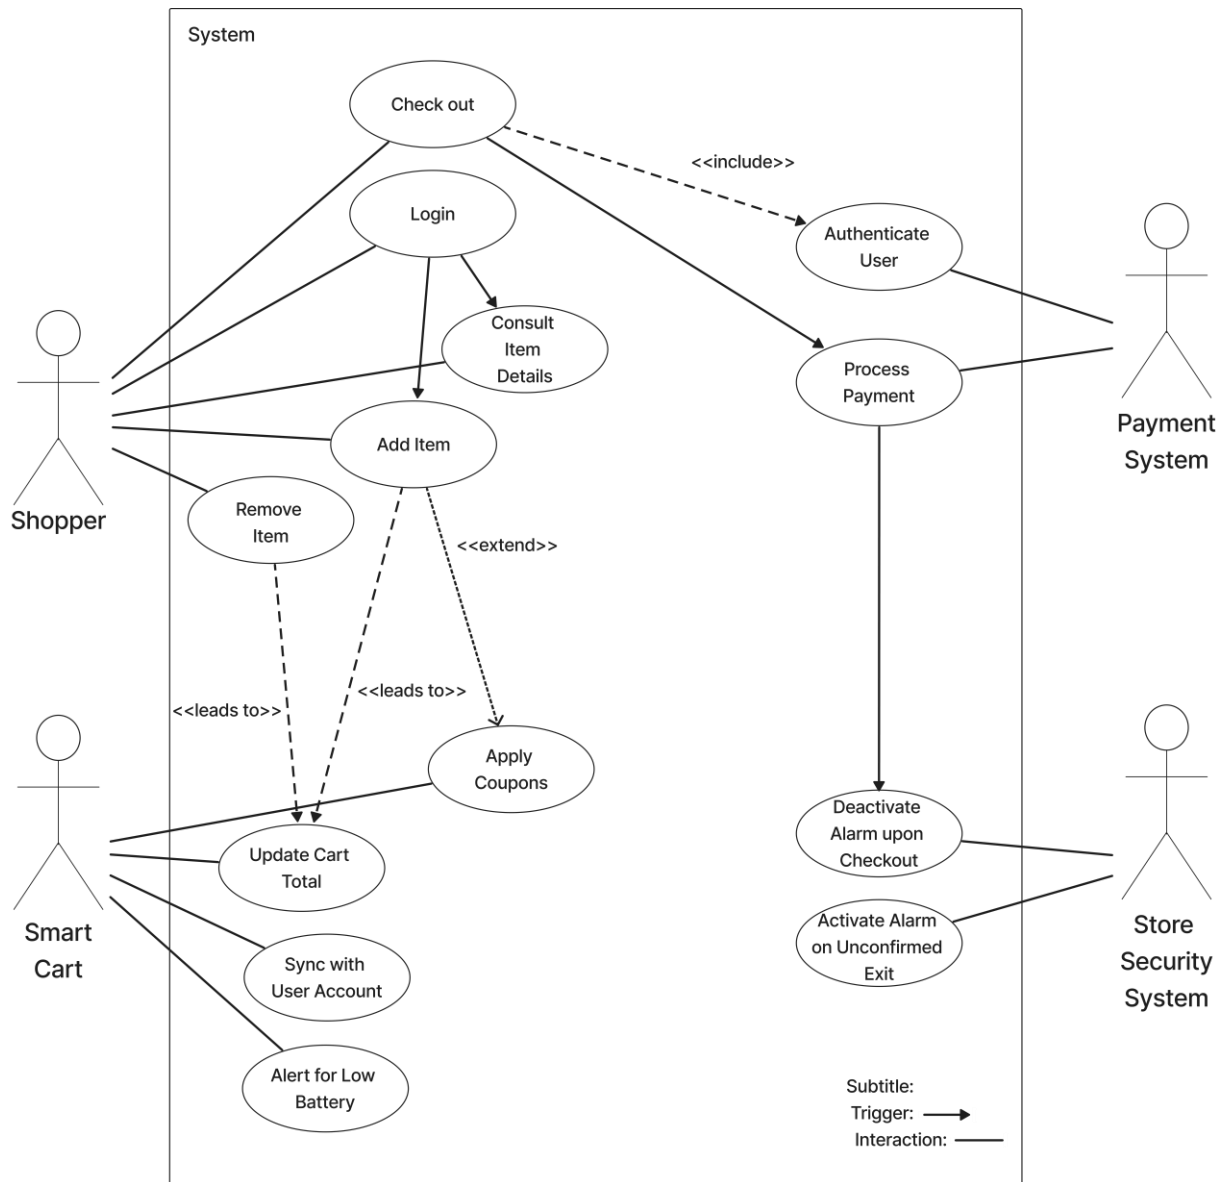 System
Check out
<<include>>
Login
Authenticate
User
Consult
Item
Details
Process
Payment
Payment
System
Add Item
Shopper
Remove
Item
<<extend>>
<<leads to>>
<<leads to>>
Apply
Coupons
Deactivate
Alarm upon
Checkout
Update Cart
Total
Smart
Cart
Activate Alarm
on Unconfirmed
Exit
Store
Security
System
Sync with
User Account
Alert for Low
Battery
Subtitle:
Trigger:
Interaction: